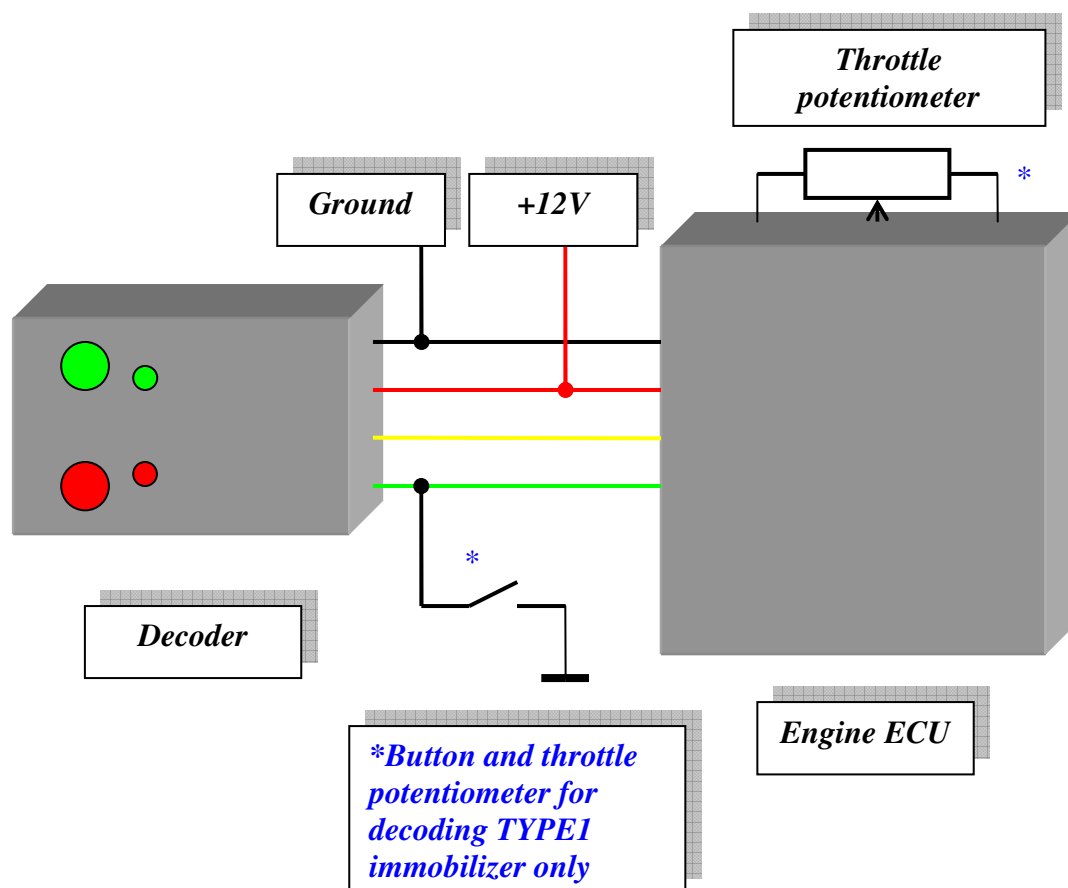 Throttle
potentiometer
*
Ground
+12V
*
Decoder
Engine ECU
*Button and throttle
potentiometer for
decoding TYPE1
immobilizer only